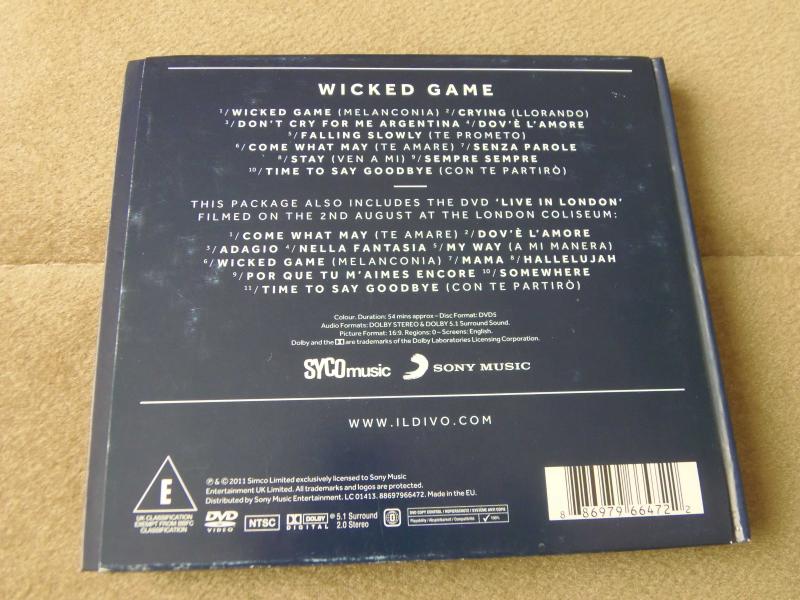 WICKED GAME
1/WICKED GAME (MELANCONIA) 2/CRYING (LLORANDO)
3/DON'T CRY FOR ME ARGENTINA 4/DOV'È L'AMORE
5/FALLING SLOWLY (TE PROMETO)
6/COME WHAT MAY (TE AMARE) 7/SENZA PAROLE
8/STAY (VEN A MI) 9/SEMPRE SEMPRE
10/TIME TO SAY GOODBYE (CON TE PARTIRÒ)
THIS PACKAGE ALSO INCLUDES THE DVD 'LIVE IN LONDON'
FILMED ON THE 2ND AUGUST AT THE LONDON COLISEUM:
1/COME WHAT MAY (TE AMARE) 2/DOV'È L'AMORE
3/ADAGIO 4/NELLA FANTASIA 5/MY WAY (A MI MANERA)
6/WICKED GAME (MELANCONIA) 7/MAMA 8/HALLELUJAH
9/POR QUE TU M'AIMES ENCORE 10/SOMEWHERE
11/TIME TO SAY GOODBYE (CON TE PARTIRÒ)
Colour. Duration: 54 mins approx – Disc Format: DVD5
Audio Formats: DOLBY STEREO & DOLBY 5.1 Surround Sound.
Picture Format: 16:9. Regions: 0 – Screens: English.
Dolby and the are trademarks of the Dolby Laboratories Licensing Corporation.
SYCOmusic SONY MUSIC
WWW.ILDIVO.COM
E
UK CLASSIFICATION
EXEMPT FROM BBFC
CLASSIFICATION
℗ & © 2011 Simco Limited exclusively licensed to Sony Music
Entertainment UK Limited. All trademarks and logos are protected.
Distributed by Sony Music Entertainment. LC 01413. 88697966472. Made in the EU.
DVD VIDEO
NTSC
DOLBY DIGITAL
5.1 Surround
2.0 Stereo
0
100%
8 86979 66472 2